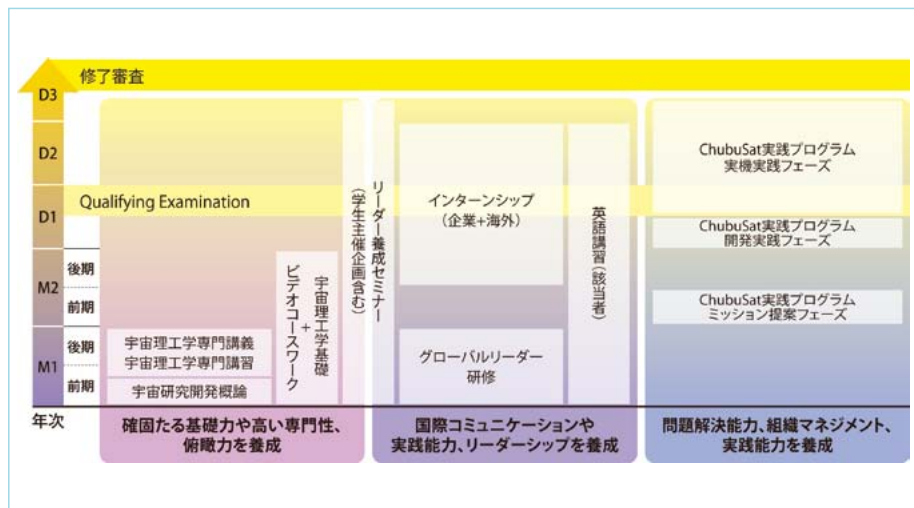 修了審査
D3
D2
D1
M2
M1
後期
前期
後期
前期
年次
Qualifying Examination
宇宙理工学専門講義
宇宙理工学専門講習
宇宙研究開発概論
宇宙理工学基礎
+
ビデオコースワーク
リーダー養成セミナー
(学生主催企画含む)
インターンシップ
(企業+海外)
グローバルリーダー
研修
英語講習(該当者)
ChubuSat実践プログラム
実機実践フェーズ
ChubuSat実践プログラム
開発実践フェーズ
ChubuSat実践プログラム
ミッション提案フェーズ
確固たる基礎力や高い専門性、
俯瞰力を養成
国際コミュニケーションや
実践能力、リーダーシップを養成
問題解決能力、組織マネジメント、
実践能力を養成